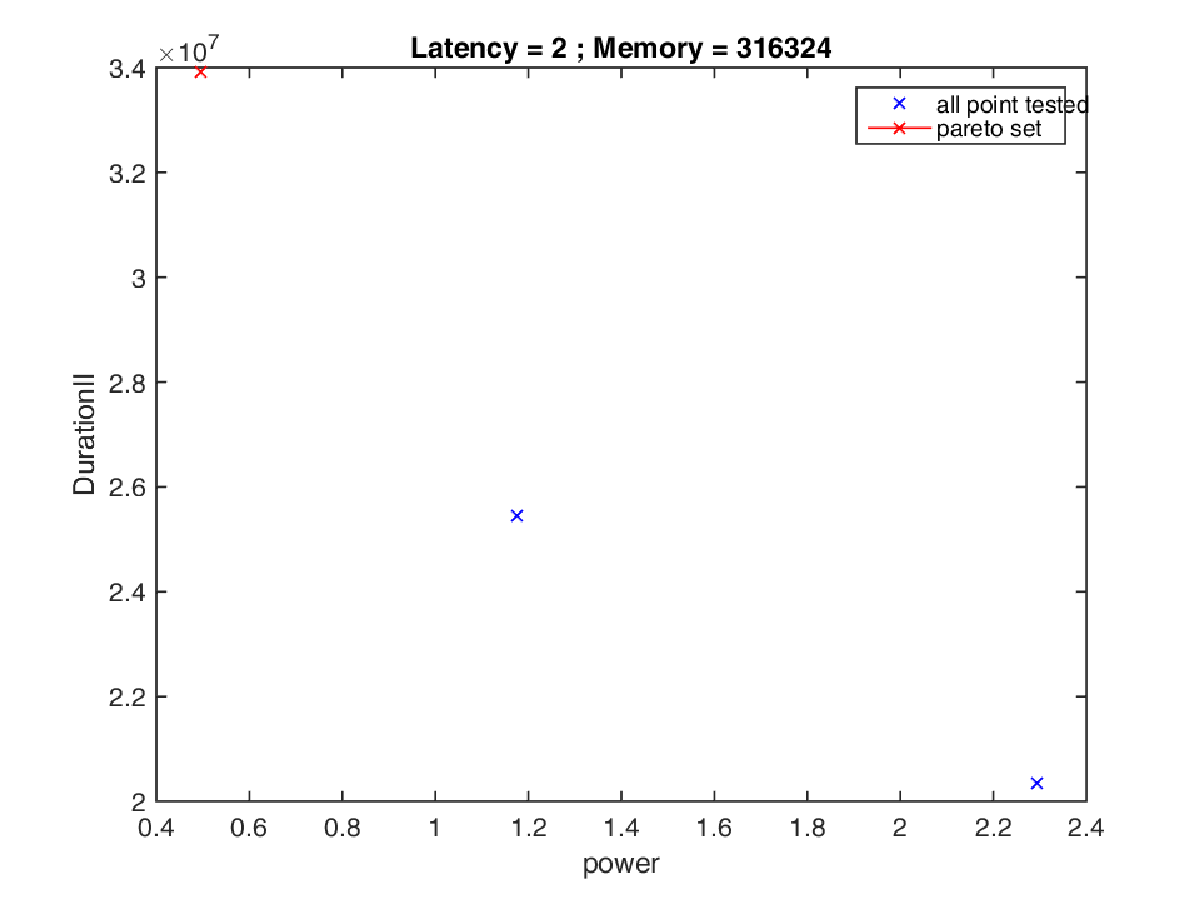 Latency = 2 ; Memory = 316324
×10⁷
3.4
3.2
3
2.8
2.6
2.4
2.2
2
DurationII
all point tested
pareto set
0.4 0.6 0.8 1 1.2 1.4 1.6 1.8 2 2.2 2.4
power